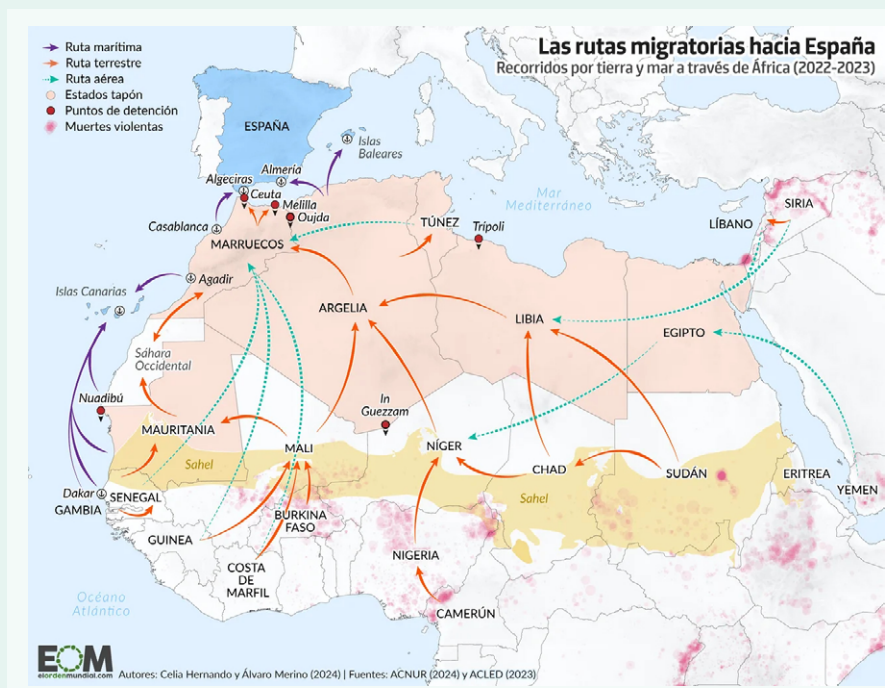 Las rutas migratorias hacia España
Recorridos por tierra y mar a través de África (2022-2023)
Ruta marítima
Ruta terrestre
Ruta aérea
Estados tapón
Puntos de detención
Muertes violentas
ESPAÑA
Islas
Baleares
Almería
Algeciras
Ceuta
Melilla
Oujda
Casablanca
MARRUECOS
TÚNEZ
Trípoli
Mar
Mediterráneo
SIRIA
LÍBANO
Agadir
Islas Canarias
ARGELIA
LIBIA
EGIPTO
Sáhara
Occidental
Nuadibú
In
Guezzam
MAURITANIA
MALI
NÍGER
Sahel
CHAD
SUDÁN
ERITREA
YEMEN
Sahel
Dakar
SENEGAL
GAMBIA
BURKINA
FASO
GUINEA
NIGERIA
COSTA
DE
MARFIL
CAMERÚN
Océano
Atlántico
EOM
elordenmundial.com
Autores: Celia Hernando y Álvaro Merino (2024) | Fuentes: ACNUR (2024) y ACLED (2023)